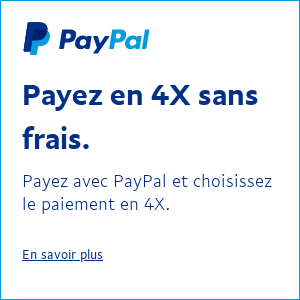 PayPal
Payez en 4X sans
frais.
Payez avec PayPal et choisissez
le paiement en 4X.
En savoir plus